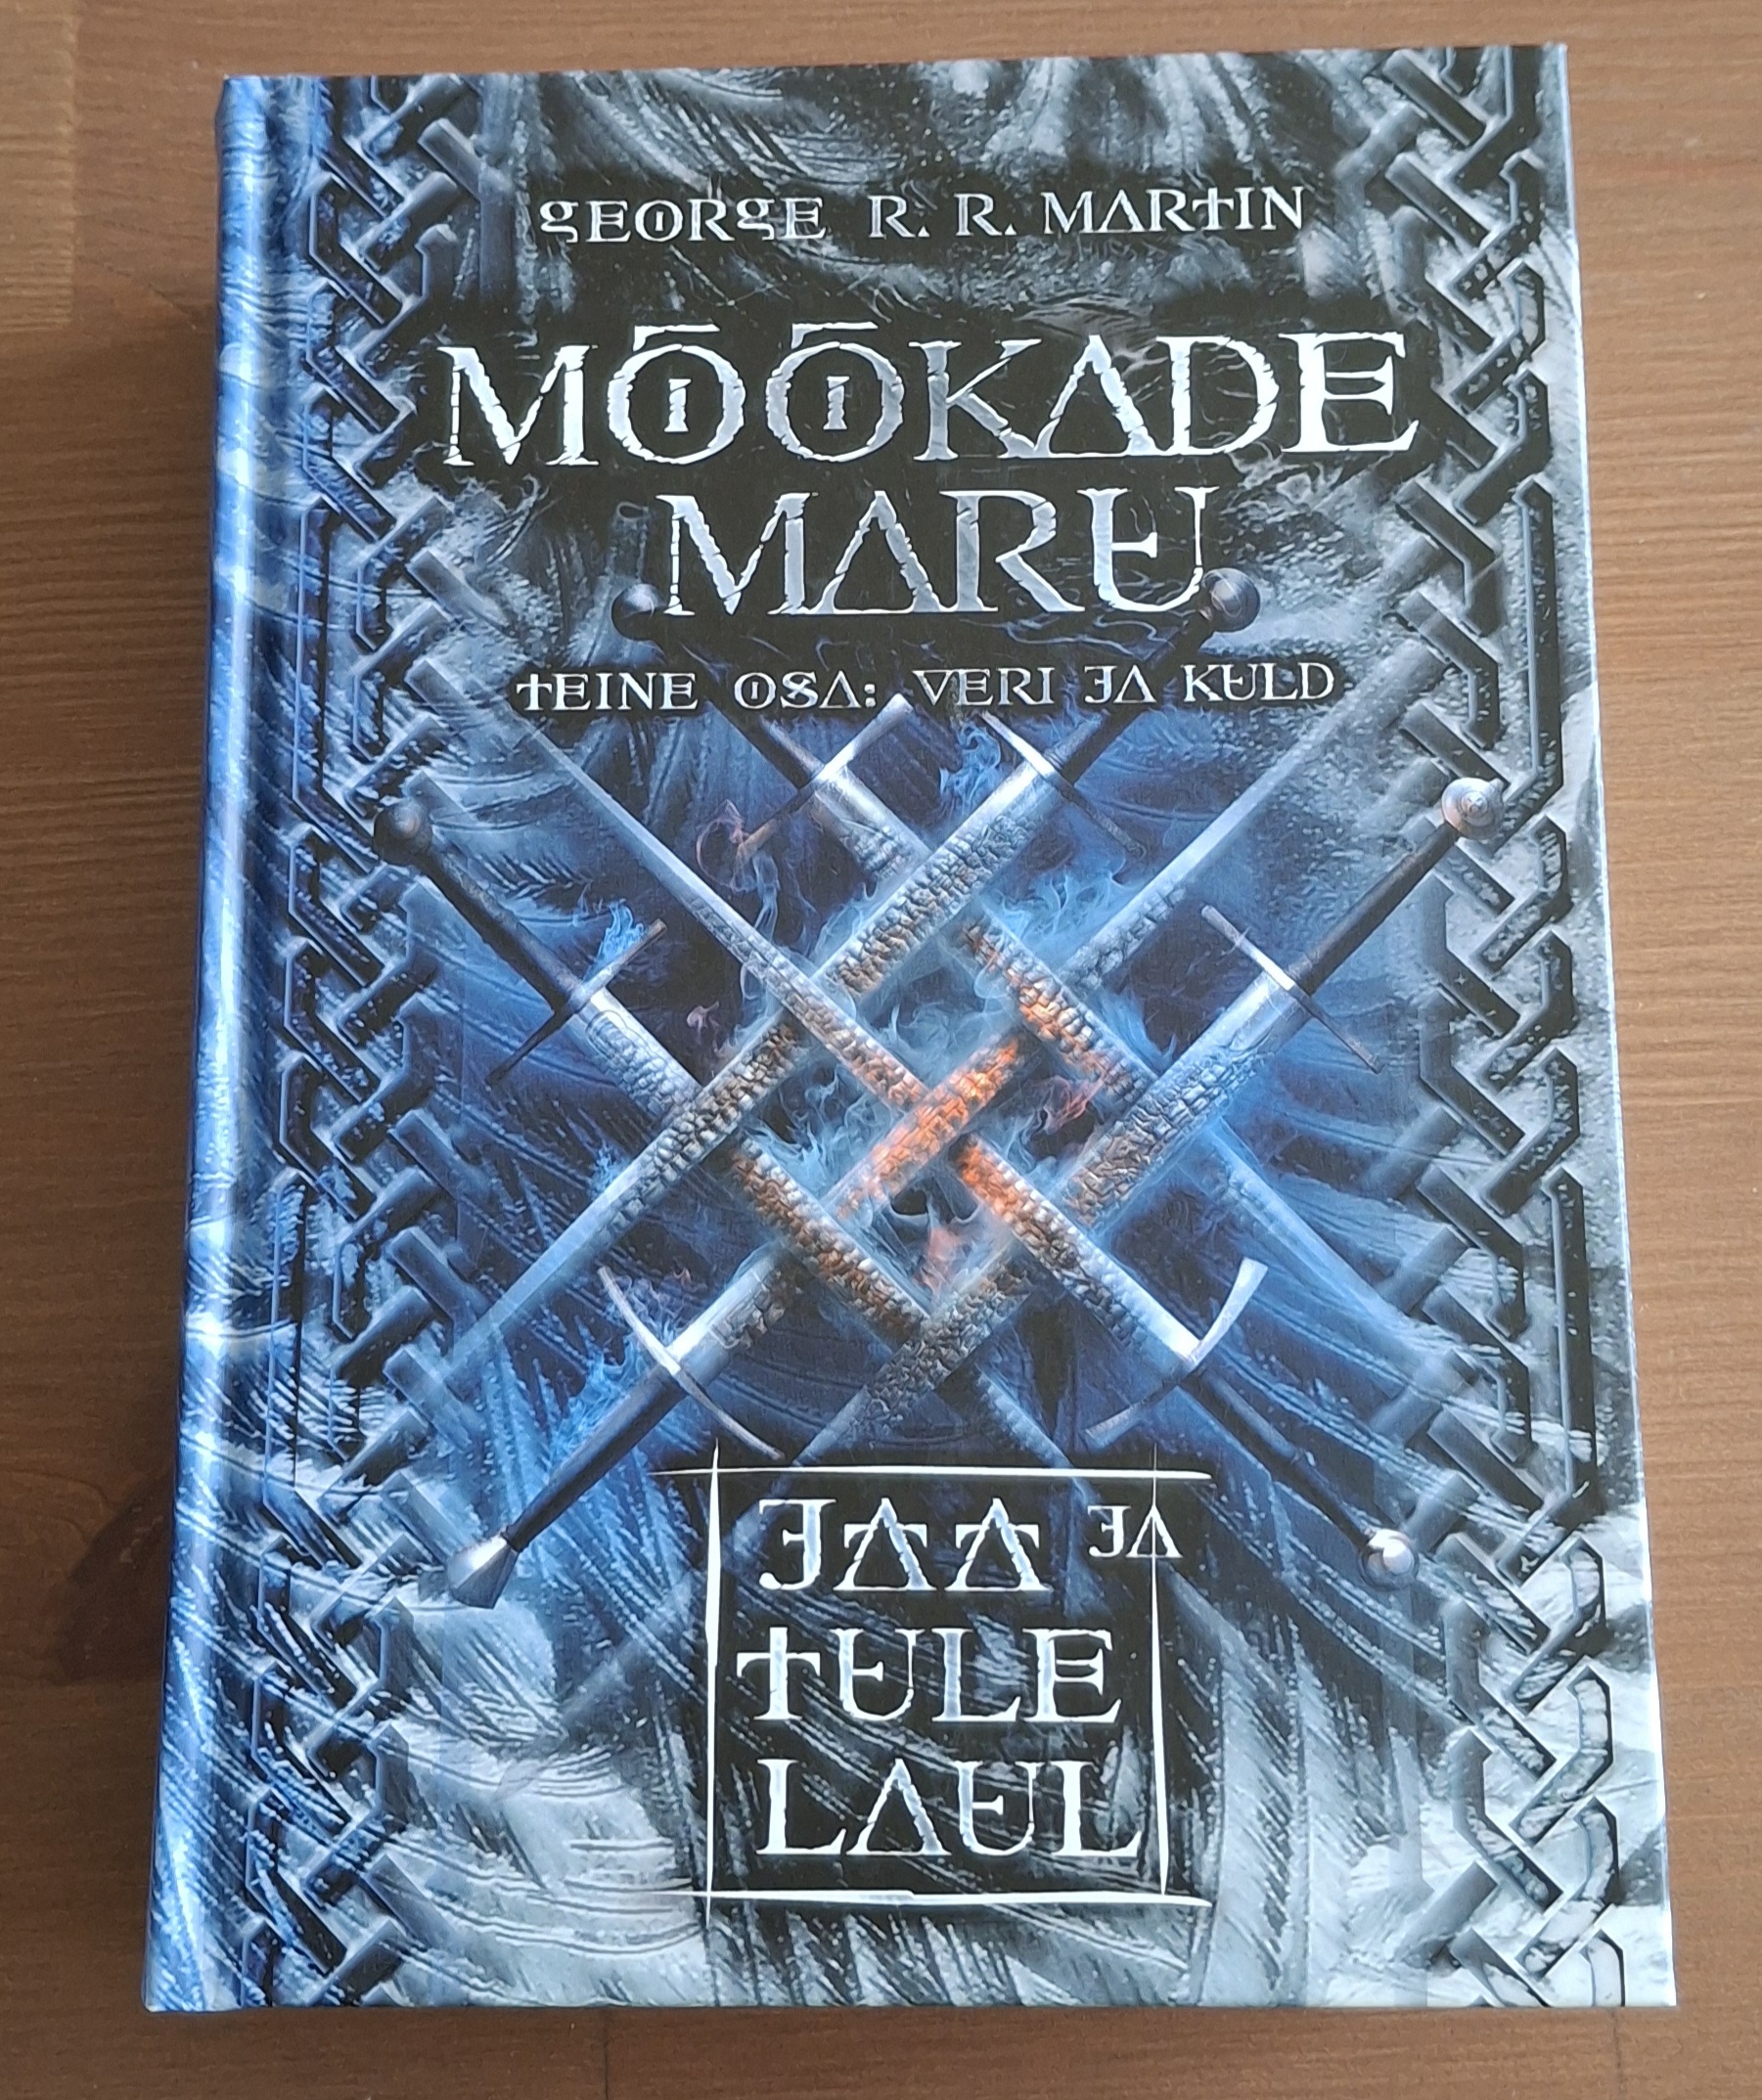 GEORGE R. R. MARTIN
MÕÕKADE
MARU
TEINE OSA: VERI JA KULD
JÄÄ JA
TULE
LAUL